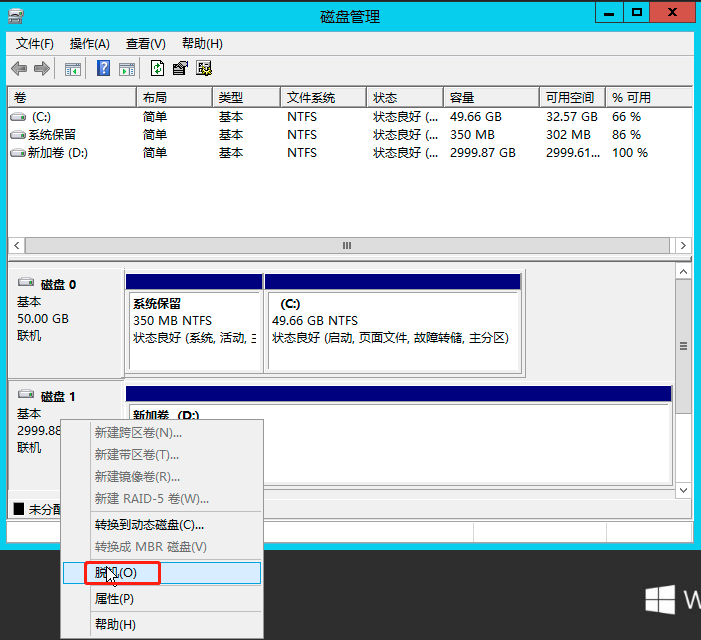 磁盘管理
文件(F) 操作(A) 查看(V) 帮助(H)
卷 布局 类型 文件系统 状态 容量 可用空间 % 可用
(C:) 简单 基本 NTFS 状态良好 (... 49.66 GB 32.57 GB 66 %
系统保留 简单 基本 NTFS 状态良好 (... 350 MB 302 MB 86 %
新加卷 (D:) 简单 基本 NTFS 状态良好 (... 2999.87 GB 2999.61... 100 %
磁盘 0
基本
50.00 GB
联机
系统保留
350 MB NTFS
状态良好 (系统, 活动, 主
(C:)
49.66 GB NTFS
状态良好 (启动, 页面文件, 故障转储, 主分区)
磁盘 1
基本
2999.88
联机
新加卷 (D:)
未分配
新建跨区卷(N)...
新建带区卷(T)...
新建镜像卷(R)...
新建 RAID-5 卷(W)...
转换到动态磁盘(C)...
转换成 MBR 磁盘(V)
脱机(O)
属性(P)
帮助(H)
W